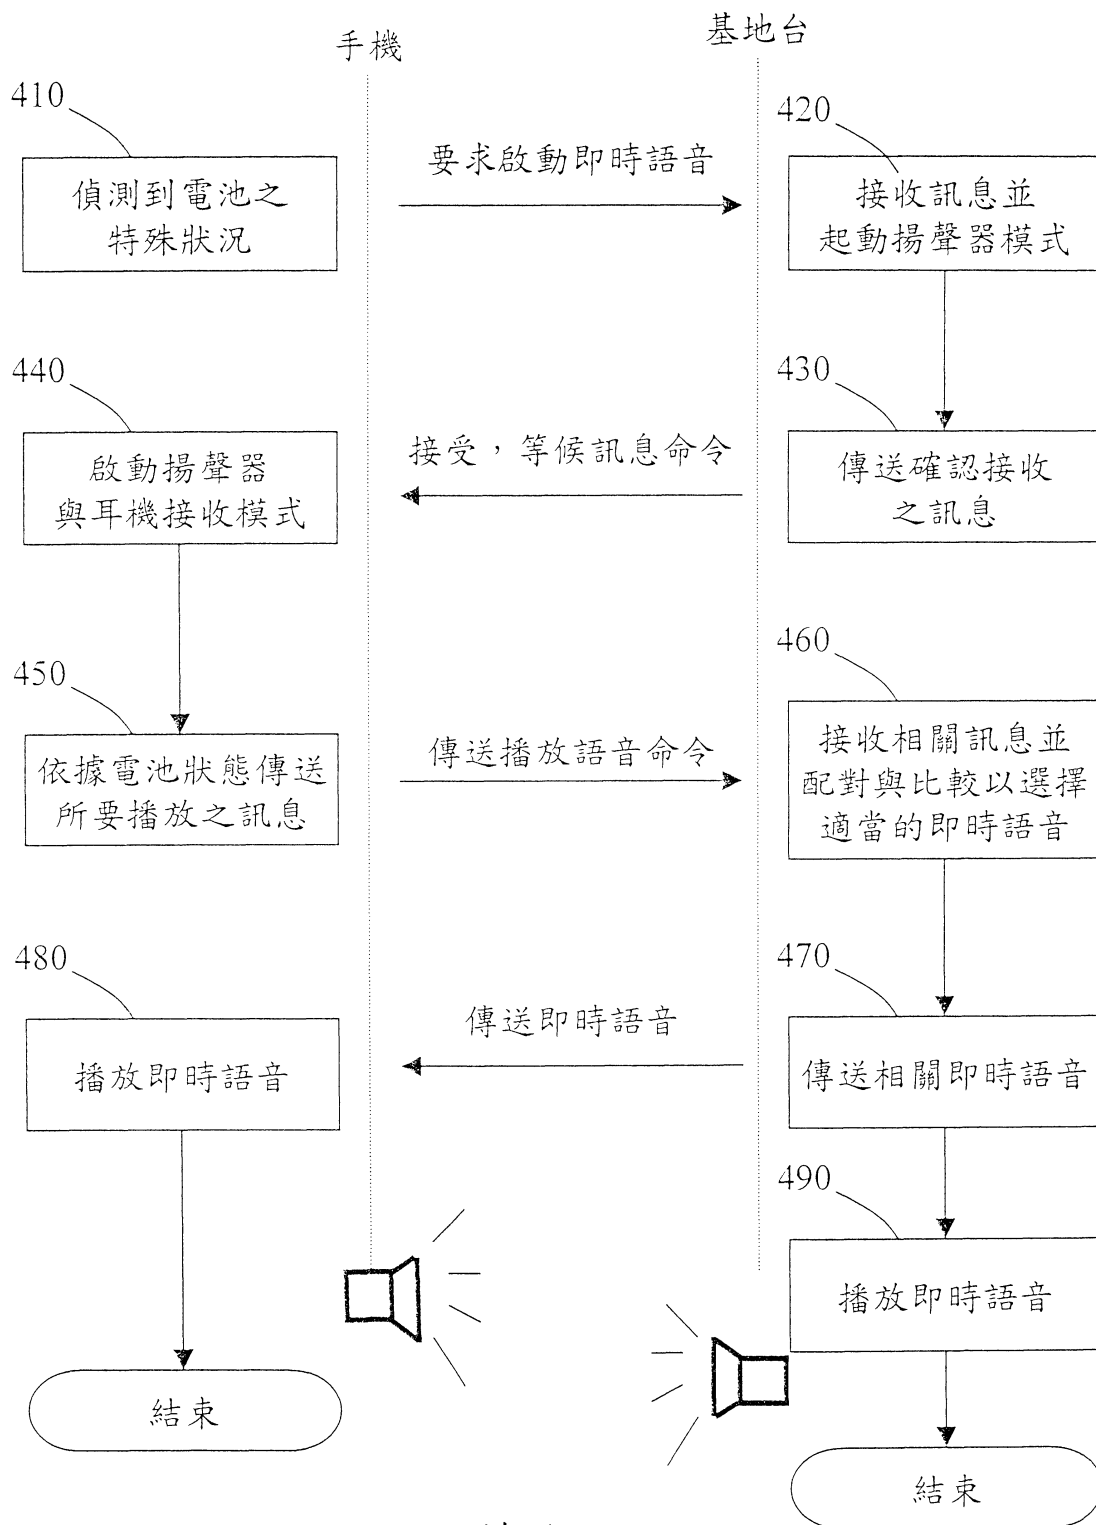 手機
基地台
410
偵測到電池之
特殊狀況
要求啟動即時語音
420
接收訊息並
起動揚聲器模式
440
啟動揚聲器
與耳機接收模式
接受，等候訊息命令
430
傳送確認接收
之訊息
450
依據電池狀態傳送
所要播放之訊息
傳送播放語音命令
460
接收相關訊息並
配對與比較以選擇
適當的即時語音
480
播放即時語音
傳送即時語音
470
傳送相關即時語音
490
播放即時語音
結束
結束